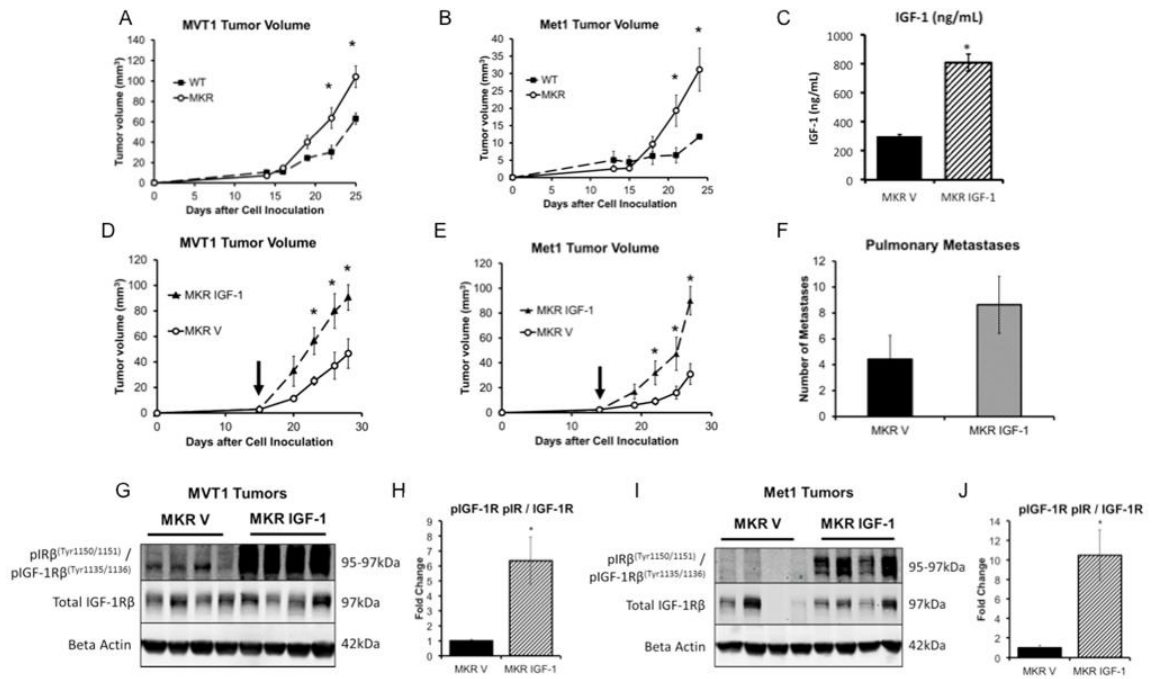 A
MVT1 Tumor Volume
Tumor volume (mm³)
140
120
100
80
60
40
20
0
WT
MKR
*
*
0 5 10 15 20 25
Days after Cell Inoculation
B
Met1 Tumor Volume
Tumor volume (mm³)
40
35
30
25
20
15
10
5
0
WT
MKR
*
*
0 5 10 15 20 25
Days after Cell Inoculation
C
IGF-1 (ng/mL)
IGF-1 (ng/mL)
1000
800
600
400
200
0
*
MKR V MKR IGF-1
D
MVT1 Tumor Volume
Tumor volume (mm³)
120
100
80
60
40
20
0
MKR IGF-1
MKR V
* * *
0 10 20 30
Days after Cell Inoculation
E
Met1 Tumor Volume
Tumor volume (mm³)
120
100
80
60
40
20
0
MKR IGF-1
MKR V
* * *
0 10 20 30
Days after Cell Inoculation
F
Pulmonary Metastases
Number of Metastases
12
10
8
6
4
2
0
MKR V MKR IGF-1
G
MVT1 Tumors
MKR V MKR IGF-1
pIRβ(Tyr1150/1151) /
pIGF-1Rβ(Tyr1135/1136)
95-97kDa
Total IGF-1Rβ 97kDa
Beta Actin 42kDa
H
pIGF-1R pIR / IGF-1R
Fold Change
9
8
7
6
5
4
3
2
1
0
*
MKR V MKR IGF-1
I
Met1 Tumors
MKR V MKR IGF-1
pIRβ(Tyr1150/1151) /
pIGF-1Rβ(Tyr1135/1136)
95-97kDa
Total IGF-1Rβ 97kDa
Beta Actin 42kDa
J
pIGF-1R pIR / IGF-1R
Fold Change
14
12
10
8
6
4
2
0
*
MKR V MKR IGF-1